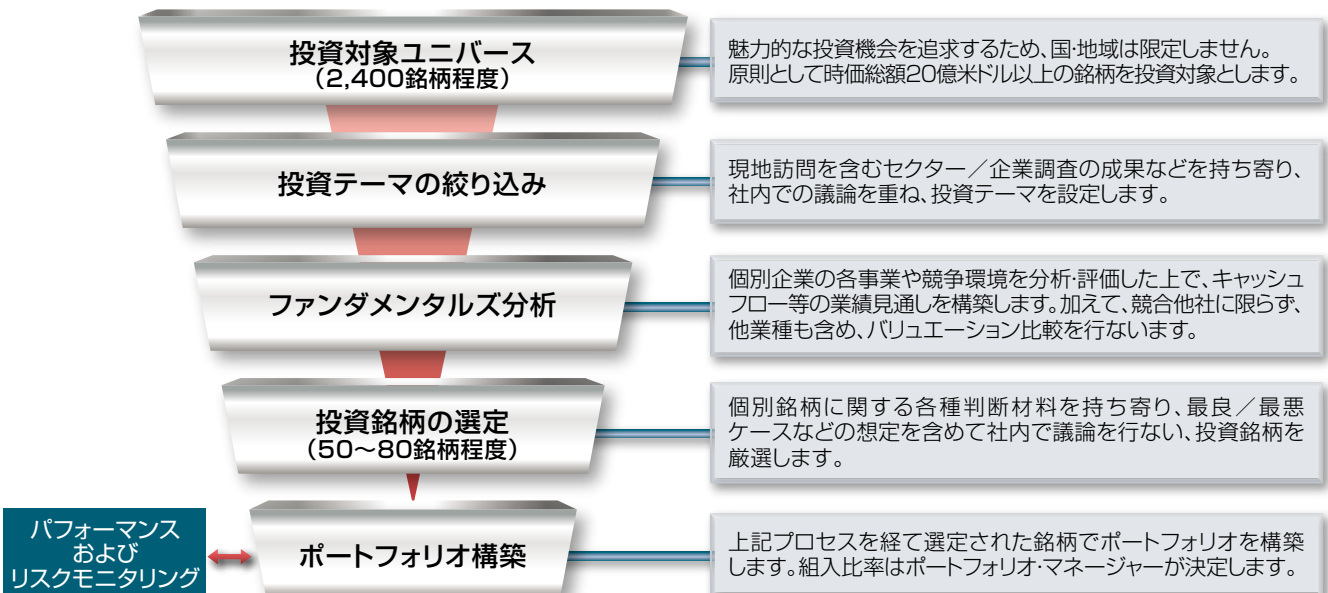 投資対象ユニバース
(2,400銘柄程度)
魅力的な投資機会を追求するため、国・地域は限定しません。
原則として時価総額20億米ドル以上の銘柄を投資対象とします。
投資テーマの絞り込み
現地訪問を含むセクター／企業調査の成果などを持ち寄り、
社内での議論を重ね、投資テーマを設定します。
ファンダメンタルズ分析
個別企業の各事業や競争環境を分析・評価した上で、キャッシュ
フロー等の業績見通しを構築します。加えて、競合他社に限らず、
他業種も含め、バリュエーション比較を行ないます。
投資銘柄の選定
(50～80銘柄程度)
個別銘柄に関する各種判断材料を持ち寄り、最良／最悪
ケースなどの想定を含めて社内で議論を行ない、投資銘柄を
厳選します。
パフォーマンス
および
リスクモニタリング
ポートフォリオ構築
上記プロセスを経て選定された銘柄でポートフォリオを構築
します。組入比率はポートフォリオ・マネージャーが決定します。